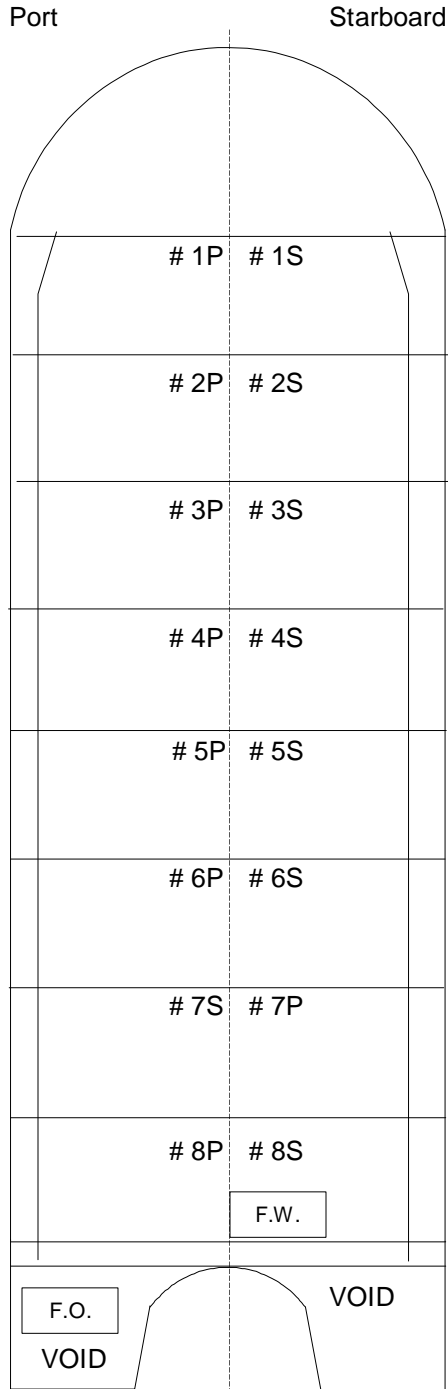 Port Starboard
# 1P # 1S
# 2P # 2S
# 3P # 3S
# 4P # 4S
# 5P # 5S
# 6P # 6S
# 7S # 7P
# 8P # 8S
F.W.
VOID
F.O.
VOID